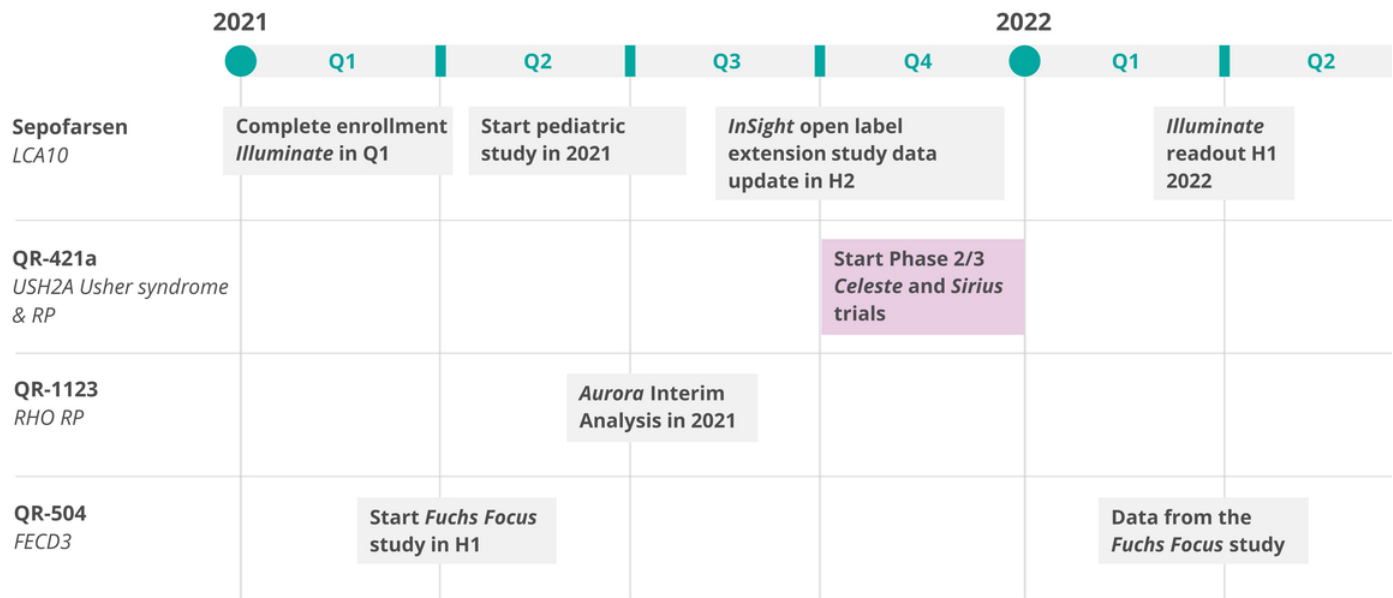 2021
2022
Q1
Q2
Q3
Q4
Q1
Q2
Sepofarsen
LCA10
Complete enrollment
Illuminate in Q1
Start pediatric
study in 2021
InSight open label
extension study data
update in H2
Illuminate
readout H1
2022
QR-421a
USH2A Usher syndrome
& RP
Start Phase 2/3
Celeste and Sirius
trials
QR-1123
RHO RP
Aurora Interim
Analysis in 2021
QR-504
FECD3
Start Fuchs Focus
study in H1
Data from the
Fuchs Focus study